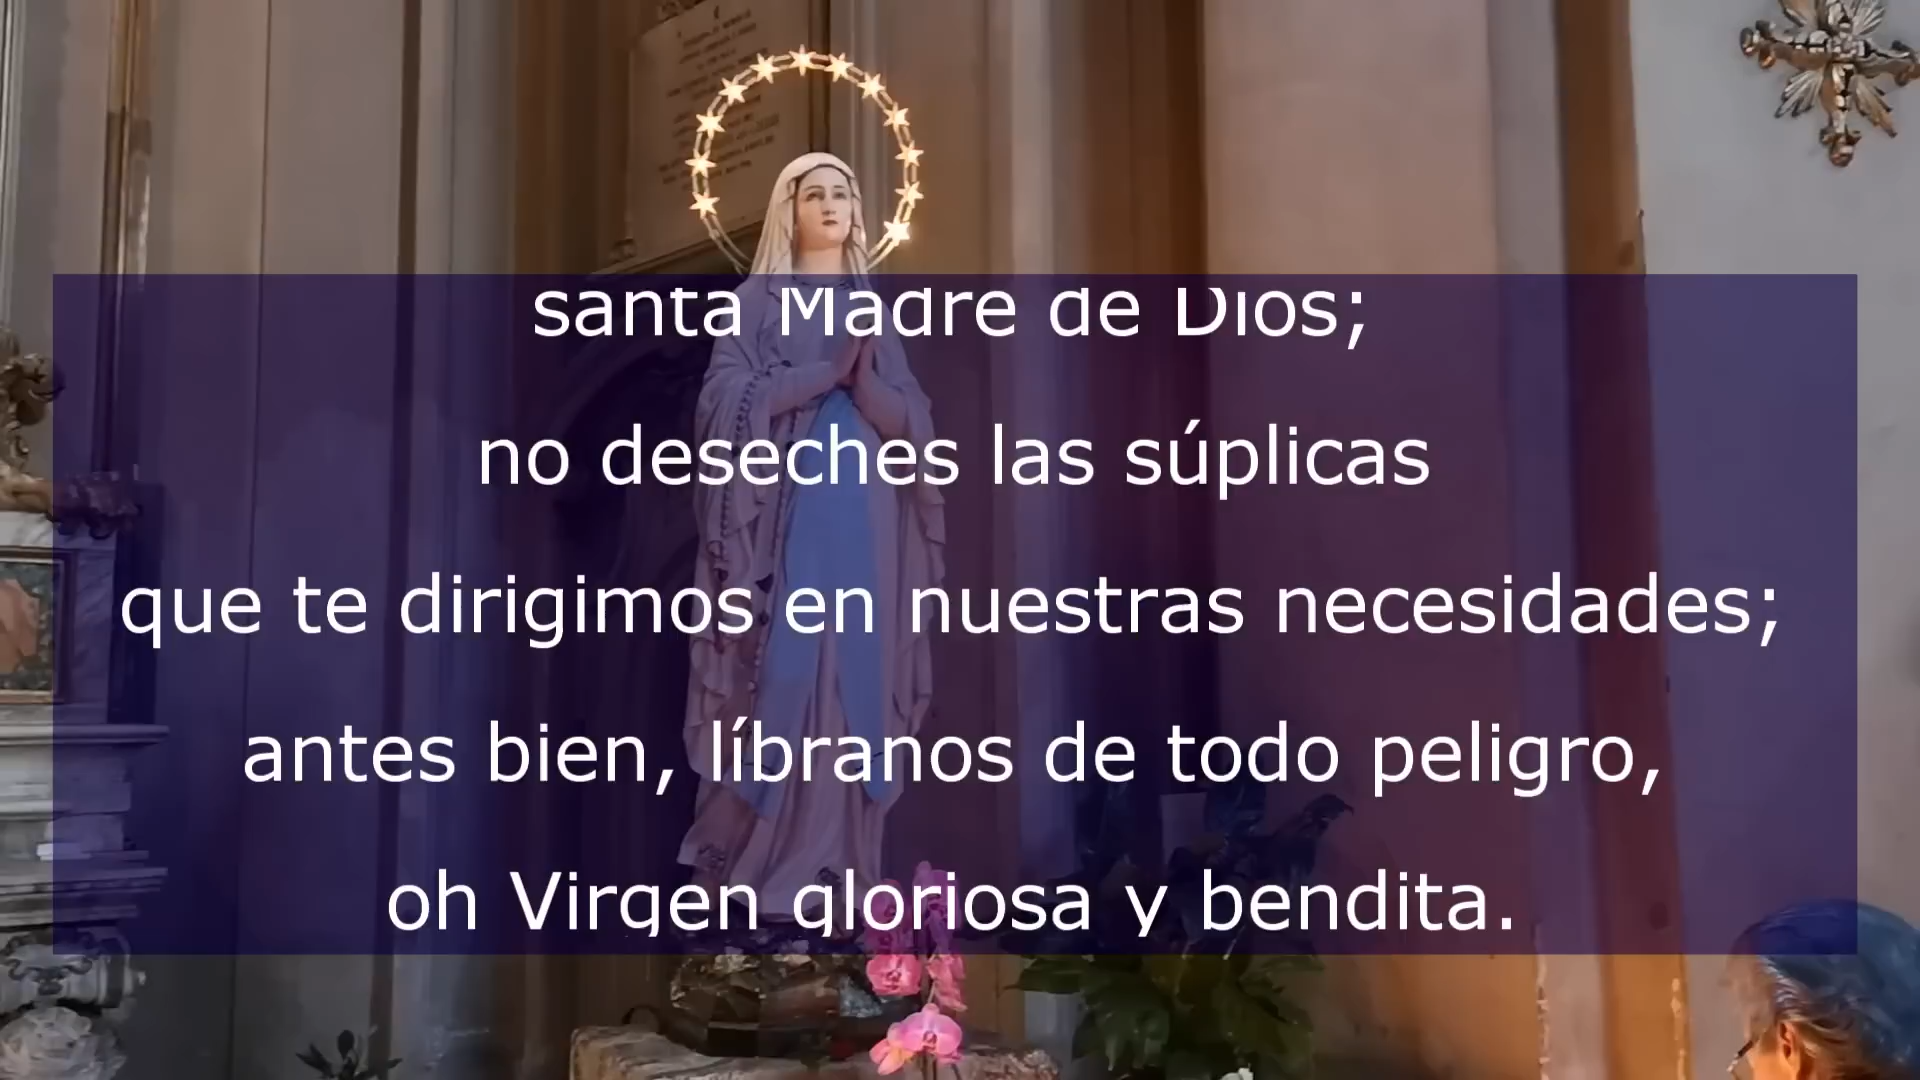 santa Madre de Dios;
no deseches las súplicas
que te dirigimos en nuestras necesidades;
antes bien, líbranos de todo peligro,
oh Virgen gloriosa y bendita.